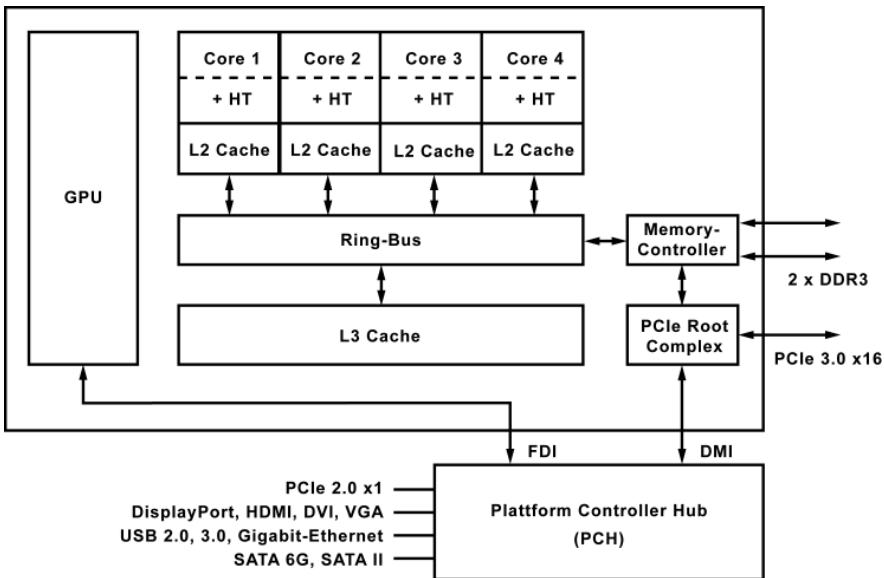 Core 1
Core 2
Core 3
Core 4
+ HT
+ HT
+ HT
+ HT
L2 Cache
L2 Cache
L2 Cache
L2 Cache
GPU
Ring-Bus
Memory-
Controller
2 x DDR3
L3 Cache
PCIe Root
Complex
PCIe 3.0 x16
FDI
DMI
PCIe 2.0 x1
DisplayPort, HDMI, DVI, VGA
USB 2.0, 3.0, Gigabit-Ethernet
SATA 6G, SATA II
Plattform Controller Hub
(PCH)